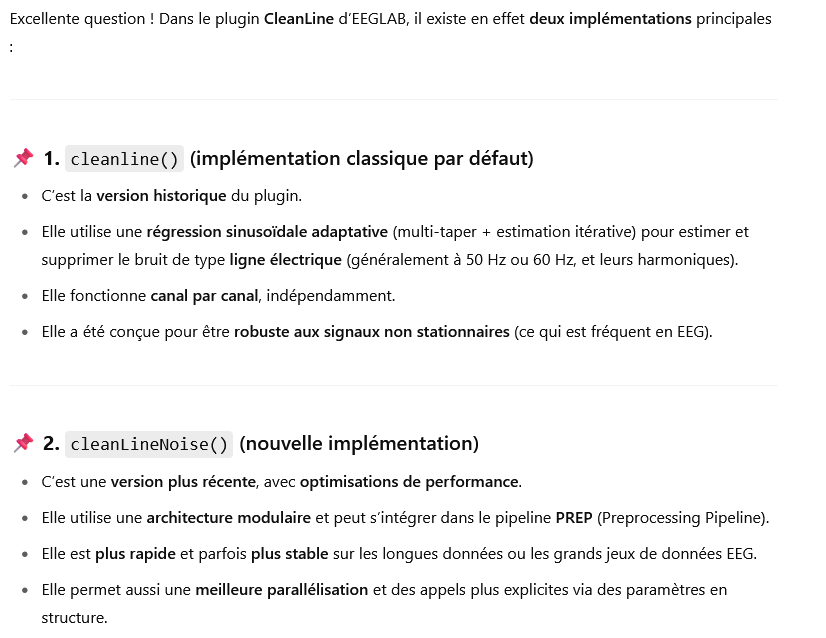 Excellente question ! Dans le plugin CleanLine d’EEGLAB, il existe en effet deux implémentations principales
:
📌 1. cleanline() (implémentation classique par défaut)
• C’est la version historique du plugin.
• Elle utilise une régression sinusoïdale adaptative (multi-taper + estimation itérative) pour estimer et
supprimer le bruit de type ligne électrique (généralement à 50 Hz ou 60 Hz, et leurs harmoniques).
• Elle fonctionne canal par canal, indépendamment.
• Elle a été conçue pour être robuste aux signaux non stationnaires (ce qui est fréquent en EEG).
📌 2. cleanLineNoise() (nouvelle implémentation)
• C’est une version plus récente, avec optimisations de performance.
• Elle utilise une architecture modulaire et peut s’intégrer dans le pipeline PREP (Preprocessing Pipeline).
• Elle est plus rapide et parfois plus stable sur les longues données ou les grands jeux de données EEG.
• Elle permet aussi une meilleure parallélisation et des appels plus explicites via des paramètres en
structure.